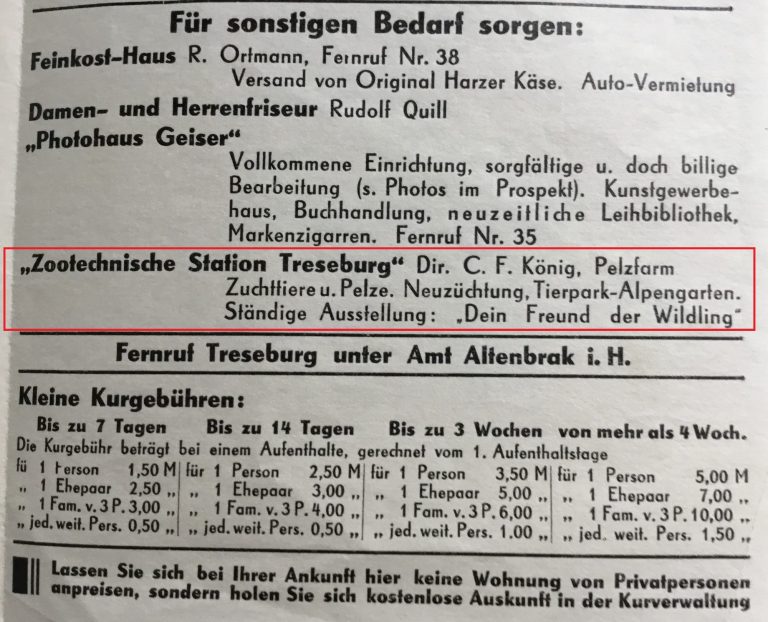 Für sonstigen Bedarf sorgen:
Feinkost-Haus R. Ortmann, Fernruf Nr. 38
Versand von Original Harzer Käse. Auto-Vermietung
Damen- und Herrenfriseur Rudolf Quill
„Photohaus Geiser“
Vollkommene Einrichtung, sorgfältige u. doch billige
Bearbeitung (s. Photos im Prospekt). Kunstgewerbe-
haus, Buchhandlung, neuzeitliche Leihbibliothek,
Markenzigarren. Fernruf Nr. 35
„Zootechnische Station Treseburg“ Dir. C. F. König, Pelzfarm
Zuchttiere u. Pelze. Neuzüchtung, Tierpark-Alpengarten.
Ständige Ausstellung: „Dein Freund der Wildling“
Fernruf Treseburg unter Amt Altenbrak i. H.
Kleine Kurgebühren:
Bis zu 7 Tagen Bis zu 14 Tagen Bis zu 3 Wochen von mehr als 4 Woch.
Die Kurgebühr beträgt bei einem Aufenthalte, gerechnet vom 1. Aufenthaltstage
fü 1 Person 1,50 M für 1 Person 2,50 M für 1 Person 3,50 M für 1 Person 5,00 M
„ 1 Ehepaar 2,50 „ „ 1 Ehepaar 3,00 „ „ 1 Ehepaar 5,00 „ „ 1 Ehepaar 7,00 „
„ 1 Fam. v. 3 P. 3,00 „ „ 1 Fam. v. 3 P. 4,00 „ „ 1 Fam. v. 3 P. 6,00 „ „ 1 Fam. v. 3 P. 10,00 „
„ jed. weit. Pers. 0,50 „ „ jed. weit. Pers. 0,50 „ „ jed. weit. Pers. 1.00 „ „ jed. weit. Pers. 1,50 „
Lassen Sie sich bei Ihrer Ankunft hier keine Wohnung von Privatpersonen
anpreisen, sondern holen Sie sich kostenlose Auskunft in der Kurverwaltung